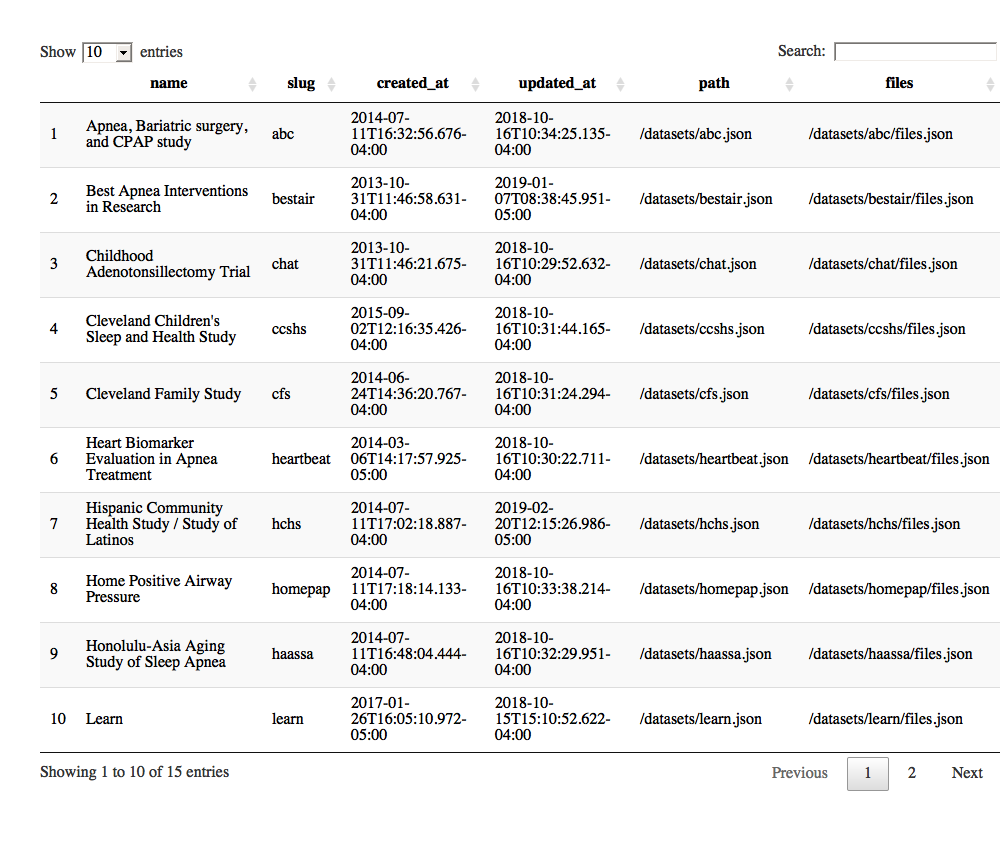 Show 10 entries Search:
name slug created_at updated_at path files
1 Apnea, Bariatric surgery, and CPAP study abc 2014-07-11T16:32:56.676-04:00 2018-10-16T10:34:25.135-04:00 /datasets/abc.json /datasets/abc/files.json
2 Best Apnea Interventions in Research bestair 2013-10-31T11:46:58.631-04:00 2019-01-07T08:38:45.951-05:00 /datasets/bestair.json /datasets/bestair/files.json
3 Childhood Adenotonsillectomy Trial chat 2013-10-31T11:46:21.675-04:00 2018-10-16T10:29:52.632-04:00 /datasets/chat.json /datasets/chat/files.json
4 Cleveland Children's Sleep and Health Study ccshs 2015-09-02T12:16:35.426-04:00 2018-10-16T10:31:44.165-04:00 /datasets/ccshs.json /datasets/ccshs/files.json
5 Cleveland Family Study cfs 2014-06-24T14:36:20.767-04:00 2018-10-16T10:31:24.294-04:00 /datasets/cfs.json /datasets/cfs/files.json
6 Heart Biomarker Evaluation in Apnea Treatment heartbeat 2014-03-06T14:17:57.925-05:00 2018-10-16T10:30:22.711-04:00 /datasets/heartbeat.json /datasets/heartbeat/files.json
7 Hispanic Community Health Study / Study of Latinos hchs 2014-07-11T17:02:18.887-04:00 2019-02-20T12:15:26.986-05:00 /datasets/hchs.json /datasets/hchs/files.json
8 Home Positive Airway Pressure homepap 2014-07-11T17:18:14.133-04:00 2018-10-16T10:33:38.214-04:00 /datasets/homepap.json /datasets/homepap/files.json
9 Honolulu-Asia Aging Study of Sleep Apnea haassa 2014-07-11T16:48:04.444-04:00 2018-10-16T10:32:29.951-04:00 /datasets/haassa.json /datasets/haassa/files.json
10 Learn learn 2017-01-26T16:05:10.972-05:00 2018-10-15T15:10:52.622-04:00 /datasets/learn.json /datasets/learn/files.json
Showing 1 to 10 of 15 entries Previous 1 2 Next